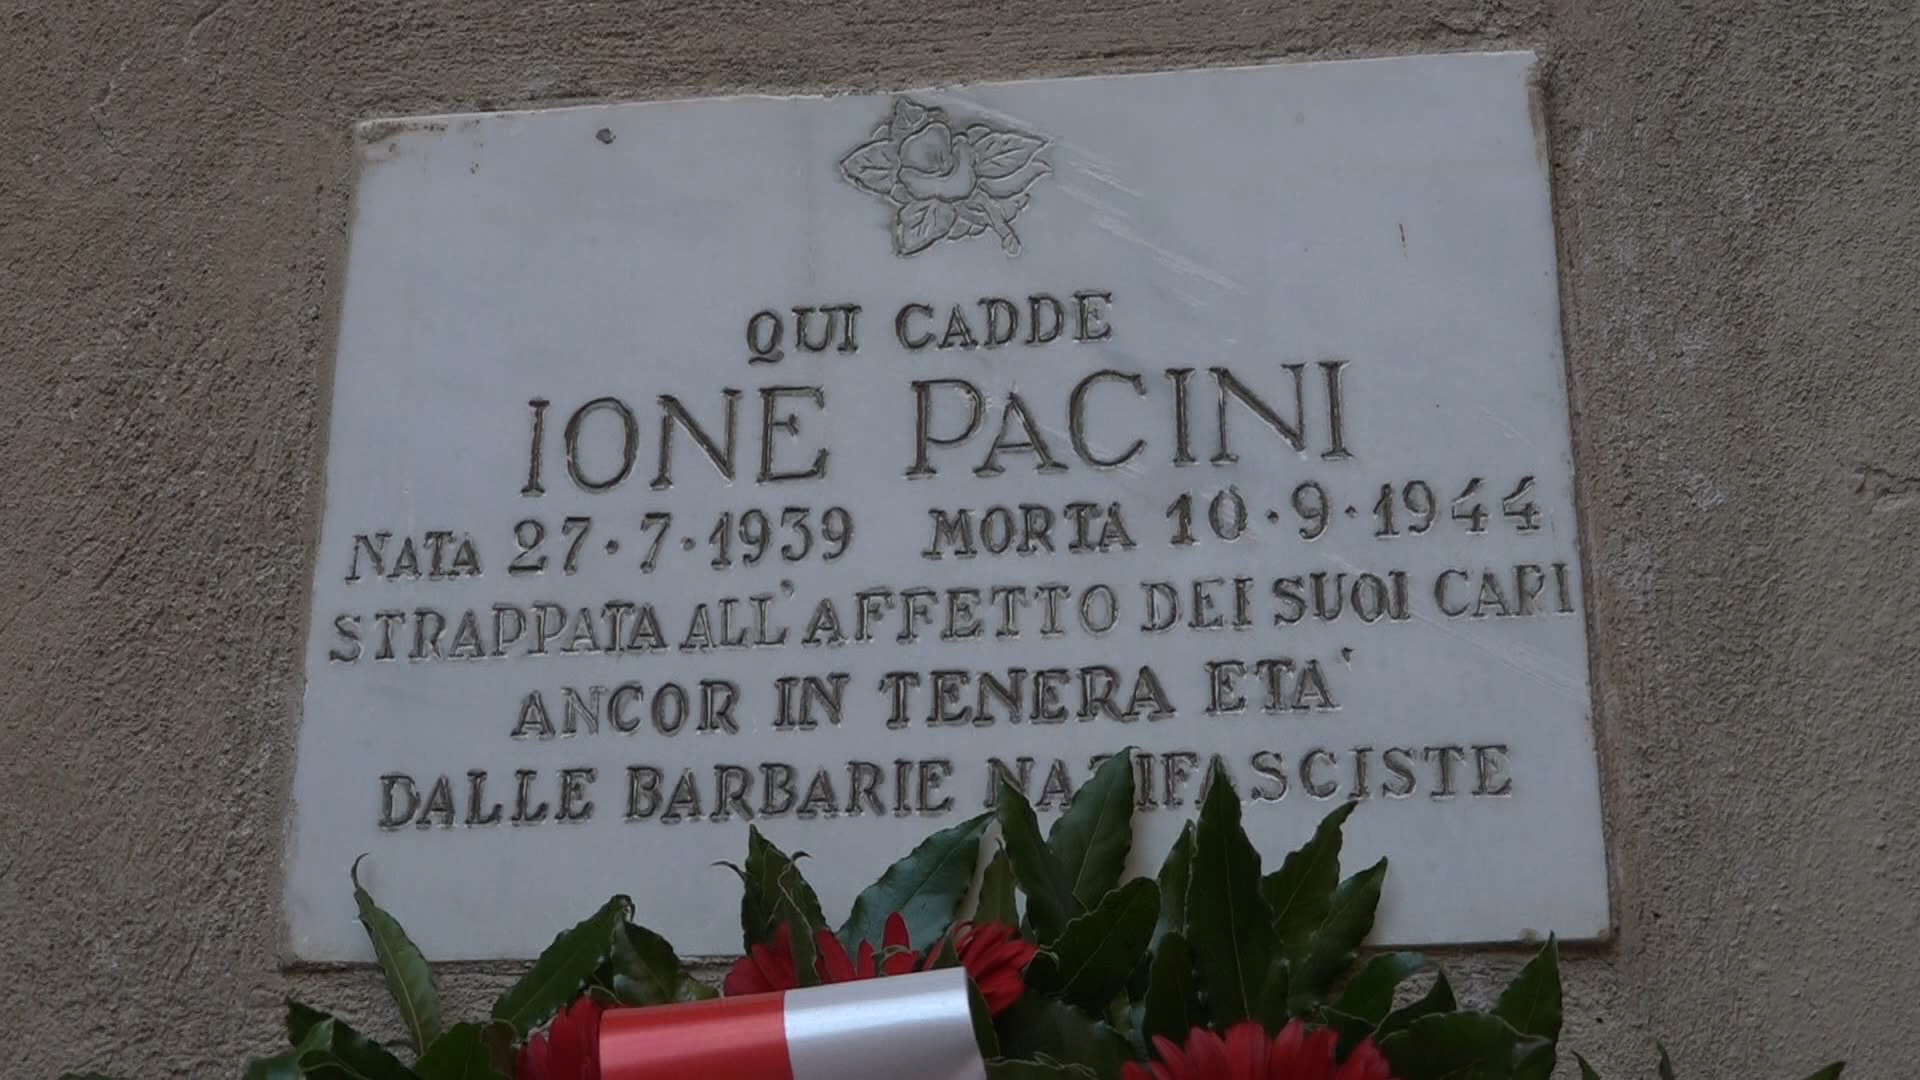 QUI CADDE
IONE PACINI
NATA 27·7·1939 MORTA 10·9·1944
STRAPPATA ALL'AFFETTO DEI SUOI CARI
ANCOR IN TENERA ETA'
DALLE BARBARIE NAZIFASCISTE